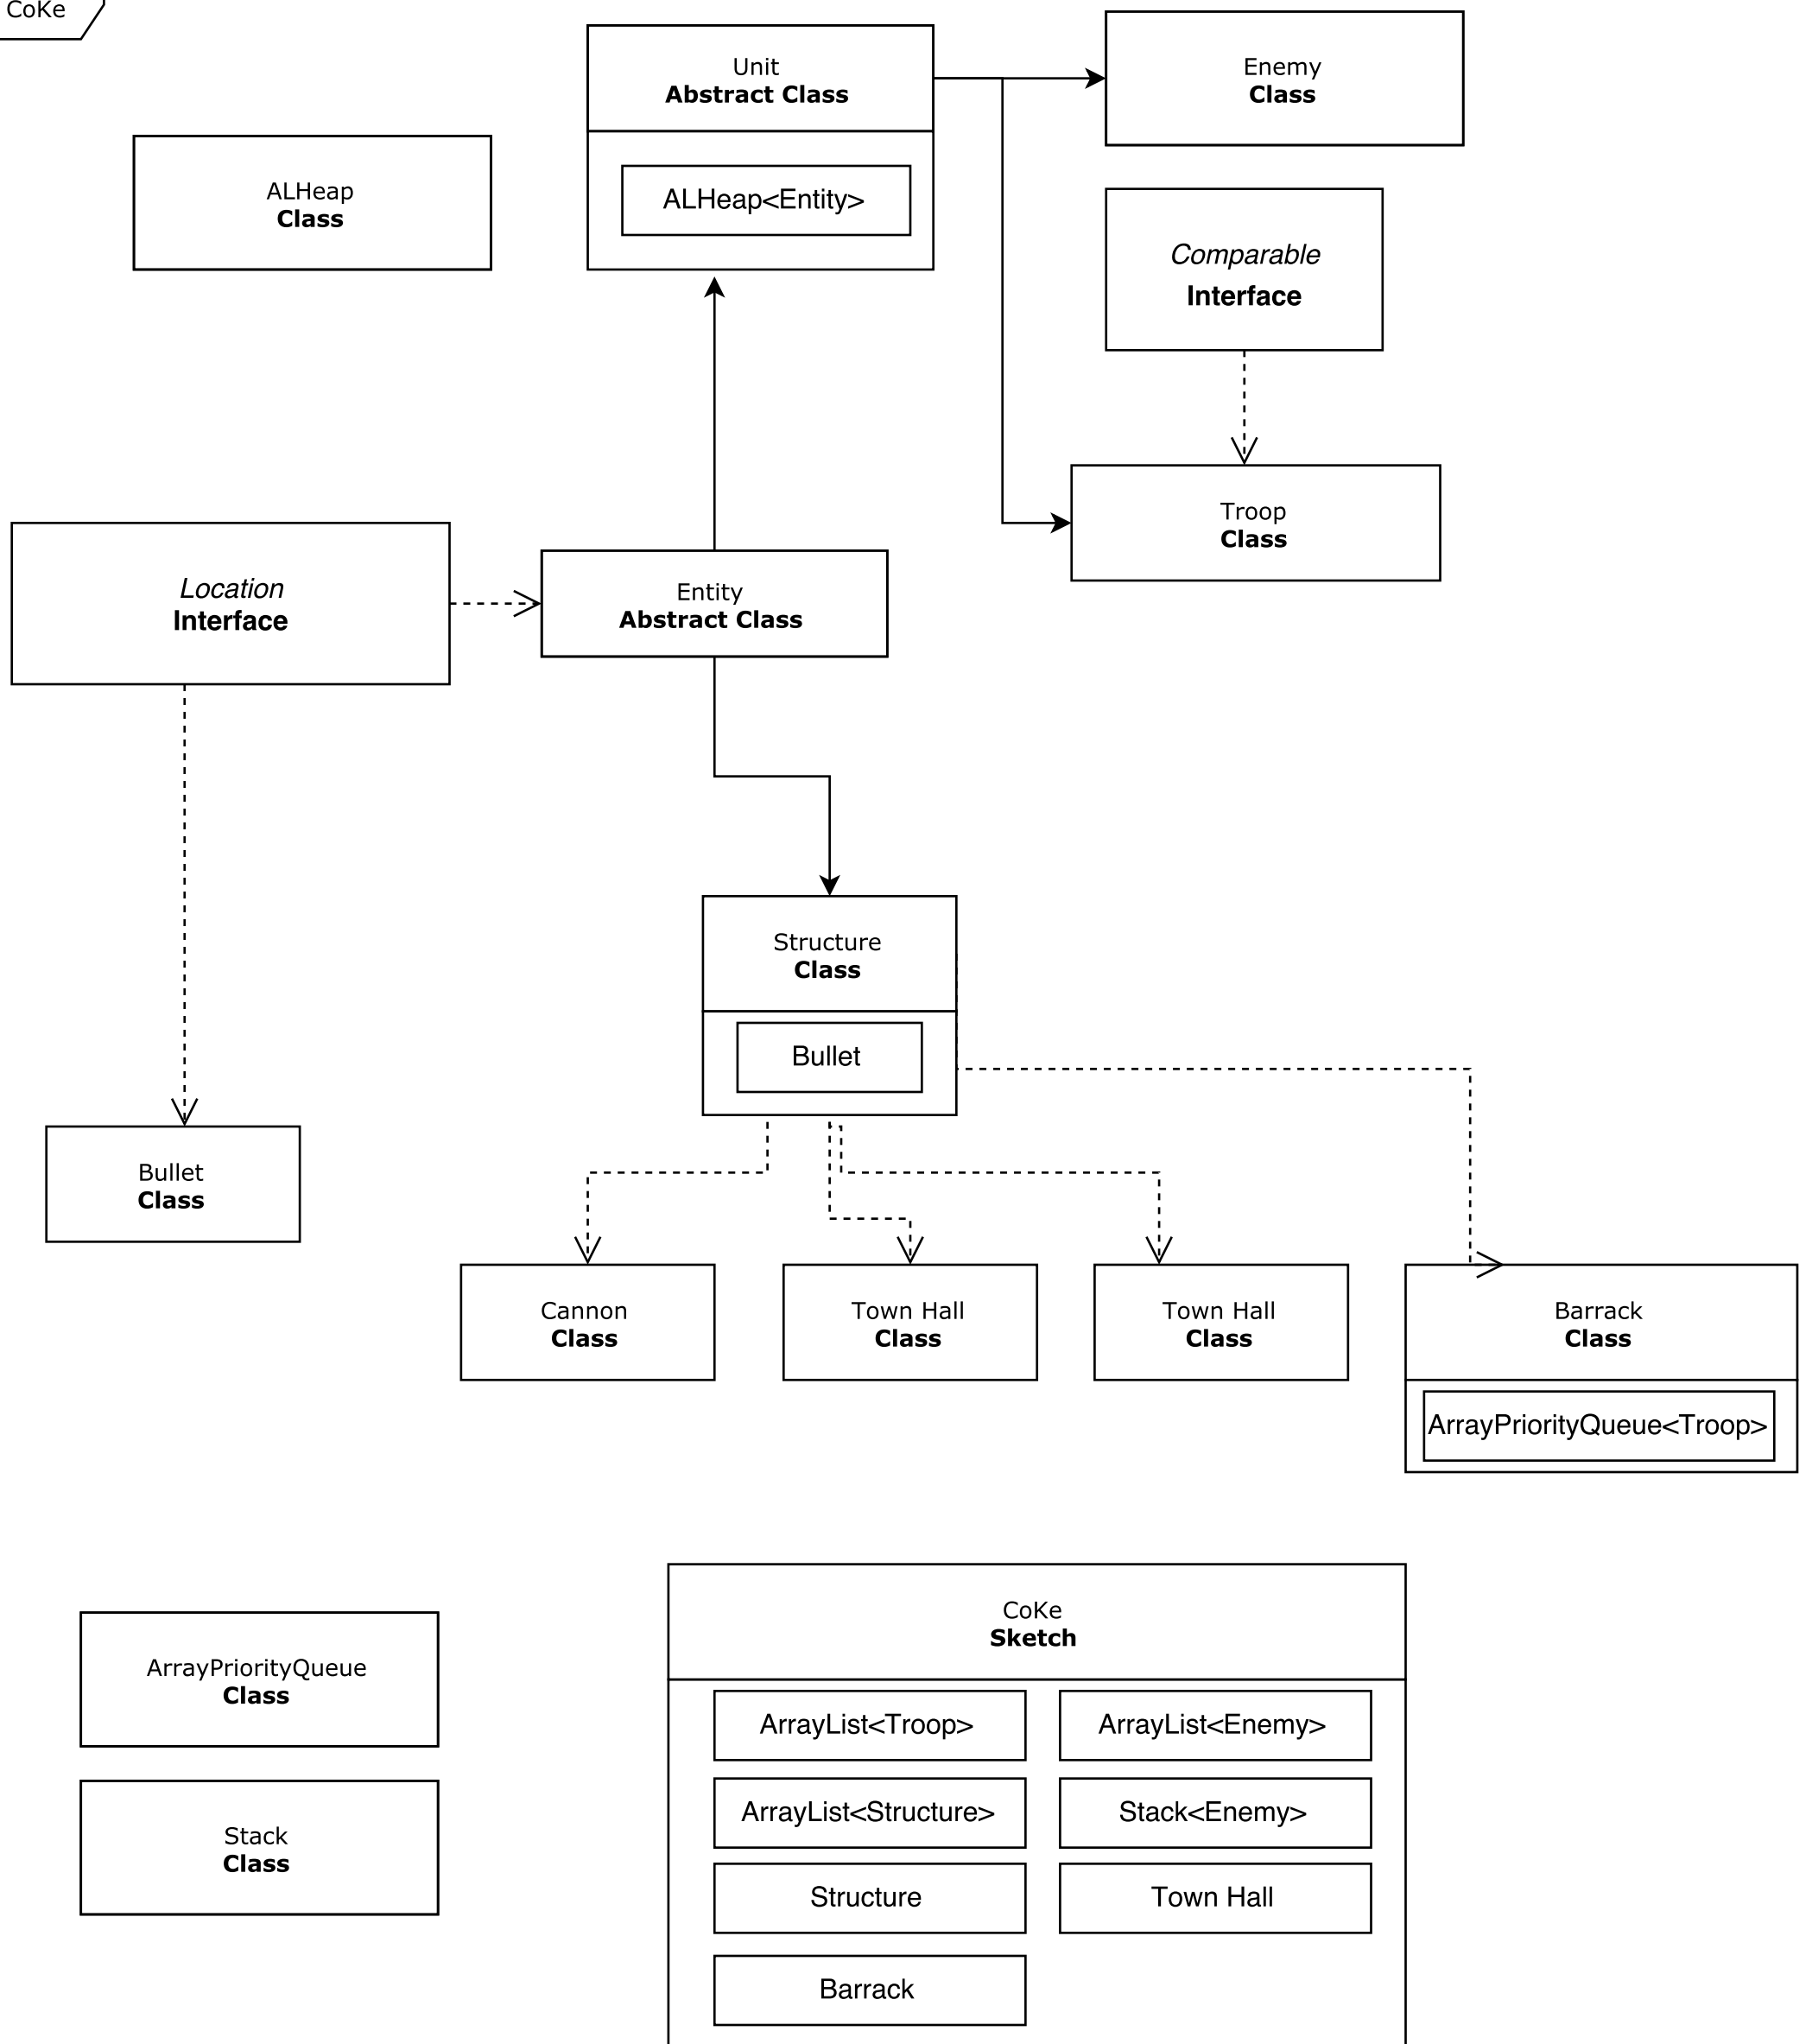 CoKe
Unit
Abstract Class
ALHeap<Entity>
Enemy
Class
ALHeap
Class
Comparable
Interface
Troop
Class
Location
Interface
Entity
Abstract Class
Structure
Class
Bullet
Bullet
Class
Cannon
Class
Town Hall
Class
Town Hall
Class
Barrack
Class
ArrayPriorityQueue<Troop>
CoKe
Sketch
ArrayPriorityQueue
Class
ArrayList<Troop>
ArrayList<Enemy>
ArrayList<Structure>
Stack<Enemy>
Stack
Class
Structure
Town Hall
Barrack